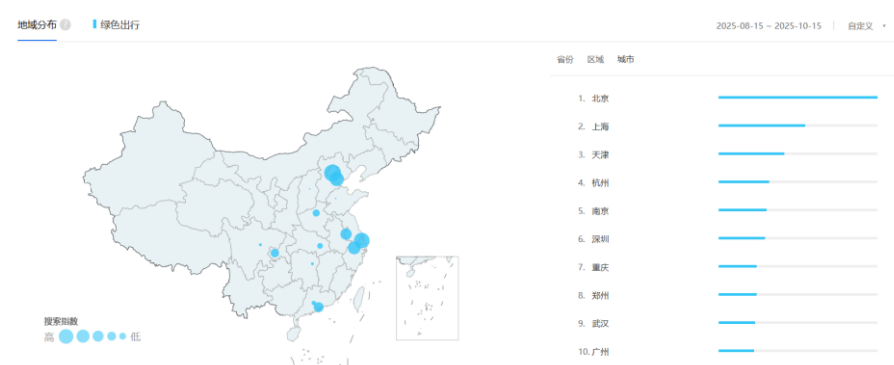 地域分布 ? 绿色出行
2025-08-15 ~ 2025-10-15 自定义
省份 区域 城市
1. 北京
2. 上海
3. 天津
4. 杭州
5. 南京
6. 深圳
7. 重庆
8. 郑州
9. 武汉
10. 广州
搜索指数
高 低